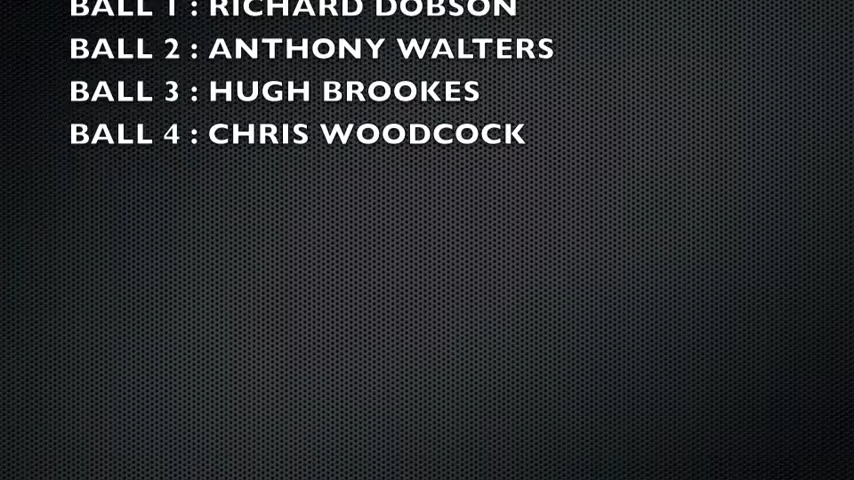 BALL 1 : RICHARD DOBSON
BALL 2 : ANTHONY WALTERS
BALL 3 : HUGH BROOKES
BALL 4 : CHRIS WOODCOCK